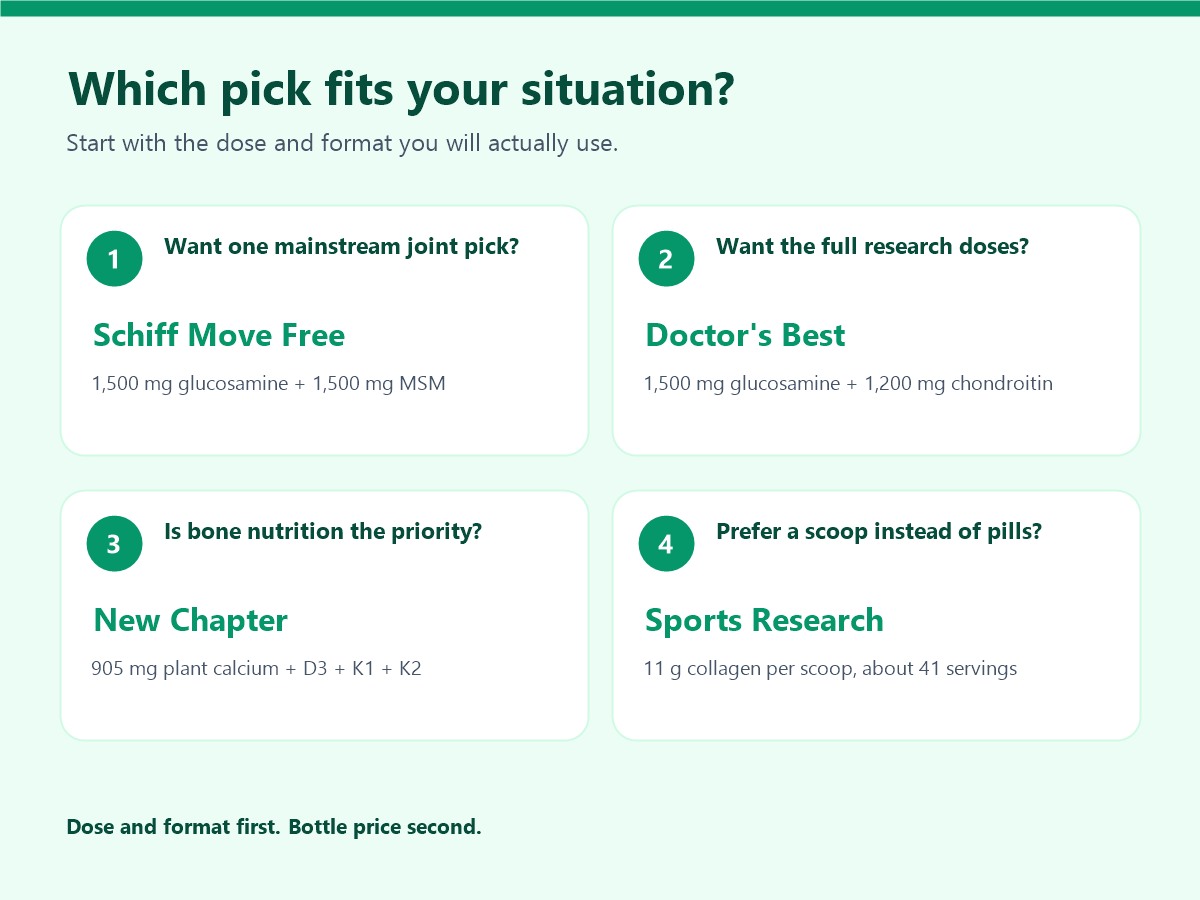 Which pick fits your situation?
Start with the dose and format you will actually use.
1
Want one mainstream joint pick?
Schiff Move Free
1,500 mg glucosamine + 1,500 mg MSM
2
Want the full research doses?
Doctor's Best
1,500 mg glucosamine + 1,200 mg chondroitin
3
Is bone nutrition the priority?
New Chapter
905 mg plant calcium + D3 + K1 + K2
4
Prefer a scoop instead of pills?
Sports Research
11 g collagen per scoop, about 41 servings
Dose and format first. Bottle price second.